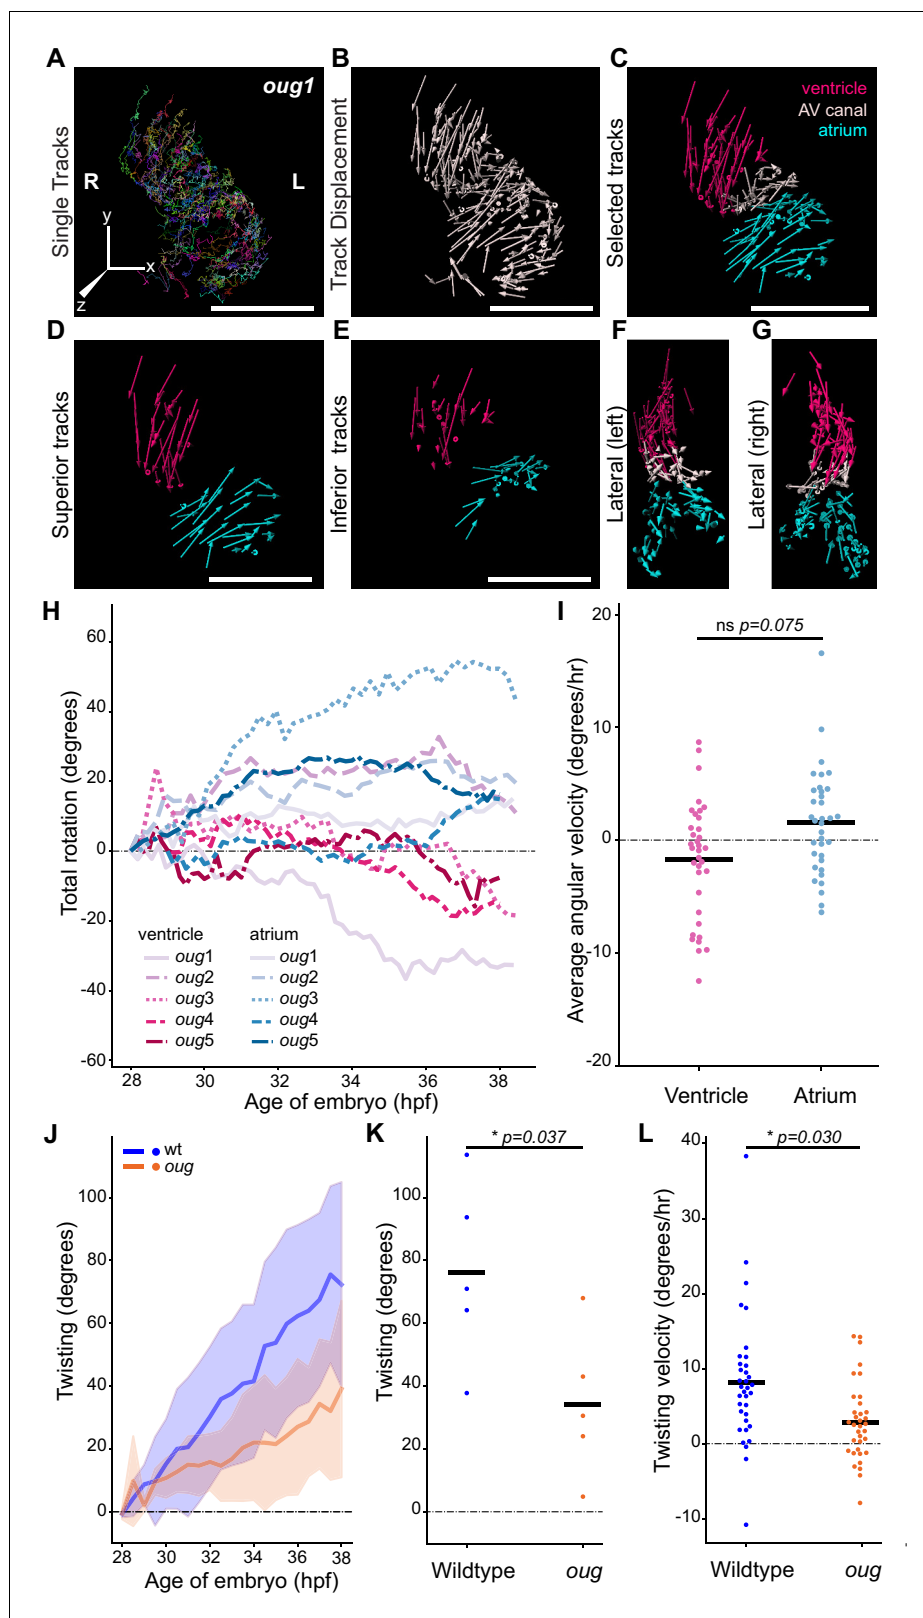 A
B
C
Single Tracks
oug1
R
L
y
x
z
Track Displacement
Selected tracks
ventricle
AV canal
atrium
D
E
F
G
Superior tracks
Inferior tracks
Lateral (left)
Lateral (right)
H
Total rotation (degrees)
60
40
20
0
-20
-40
-60
ventricle
oug1
oug2
oug3
oug4
oug5
atrium
oug1
oug2
oug3
oug4
oug5
28 30 32 34 36 38
Age of embryo (hpf)
I
Average angular velocity (degrees/hr)
20
10
0
-10
-20
ns p=0.075
Ventricle Atrium
J
wt
oug
Twisting (degrees)
100
80
60
40
20
0
28 30 32 34 36 38
Age of embryo (hpf)
K
* p=0.037
Twisting (degrees)
100
80
60
40
20
0
Wildtype oug
L
* p=0.030
Twisting velocity (degrees/hr)
40
30
20
10
0
-10
Wildtype oug